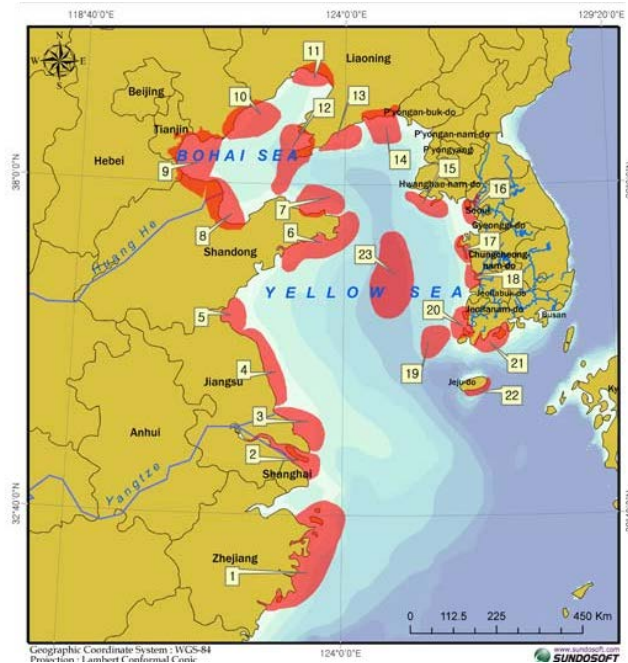 118°40'0"E
124°0'0"E
129°20'0"E
N
W
E
S
Liaoning
11
Beijing
10
12
13
Tianjin
P'yongan-buk-do
P'yongan-nam-do
P'yongyang
BOHAI SEA
Hebei
14
15
16
9
Hwanghae-nam-do
38°0'0"N
Seoul
7
Gyeonggi-do
Huang He
8
6
17
Chungcheong-
nam-do
Shandong
23
18
YELLOW SEA
Jeollabuk-do
5
20
Jeollanam-do
Busan
4
19
21
Jiangsu
Jeju-do
22
3
Anhui
2
Shanghai
Yangtze
32°40'0"N
Zhejiang
1
0 112.5 225 450 Km
124°0'0"E
Geographic Coordinate System : WGS-84
Projection : Lambert Conformal Conic
www.sundosoft.com
SUNDOSOFT